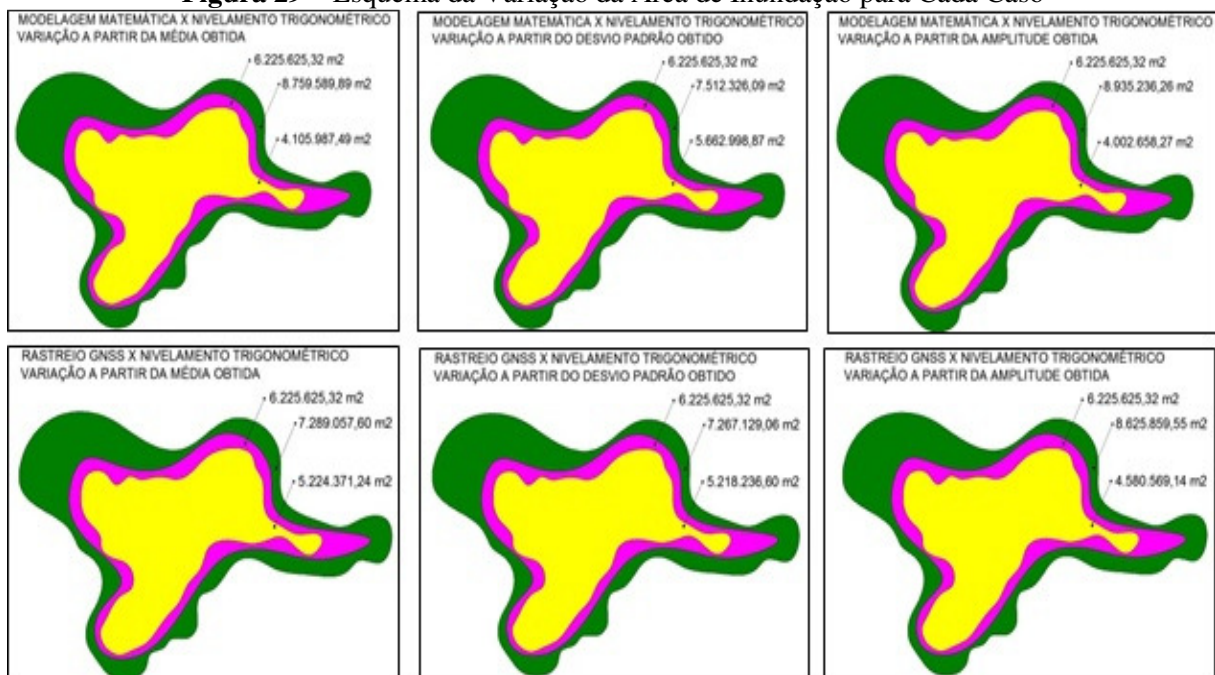 Figura 29 – Esquema da Variação da Área de Inundação para Cada Caso
MODELAGEM MATEMÁTICA X NIVELAMENTO TRIGONOMÉTRICO
VARIAÇÃO A PARTIR DA MÉDIA OBTIDA
6.225.625,32 m2
8.759.589,89 m2
4.105.987,49 m2
MODELAGEM MATEMÁTICA X NIVELAMENTO TRIGONOMÉTRICO
VARIAÇÃO A PARTIR DO DESVIO PADRÃO OBTIDO
6.225.625,32 m2
7.512.326,09 m2
5.662.998,87 m2
MODELAGEM MATEMÁTICA X NIVELAMENTO TRIGONOMÉTRICO
VARIAÇÃO A PARTIR DA AMPLITUDE OBTIDA
6.225.625,32 m2
8.935.236,26 m2
4.002.658,27 m2
RASTREIO GNSS X NIVELAMENTO TRIGONOMÉTRICO
VARIAÇÃO A PARTIR DA MÉDIA OBTIDA
6.225.625,32 m2
7.289.057,60 m2
5.224.371,24 m2
RASTREIO GNSS X NIVELAMENTO TRIGONOMÉTRICO
VARIAÇÃO A PARTIR DO DESVIO PADRÃO OBTIDO
6.225.625,32 m2
7.267.129,06 m2
5.218.236,60 m2
RASTREIO GNSS X NIVELAMENTO TRIGONOMÉTRICO
VARIAÇÃO A PARTIR DA AMPLITUDE OBTIDA
6.225.625,32 m2
8.625.859,55 m2
4.580.569,14 m2